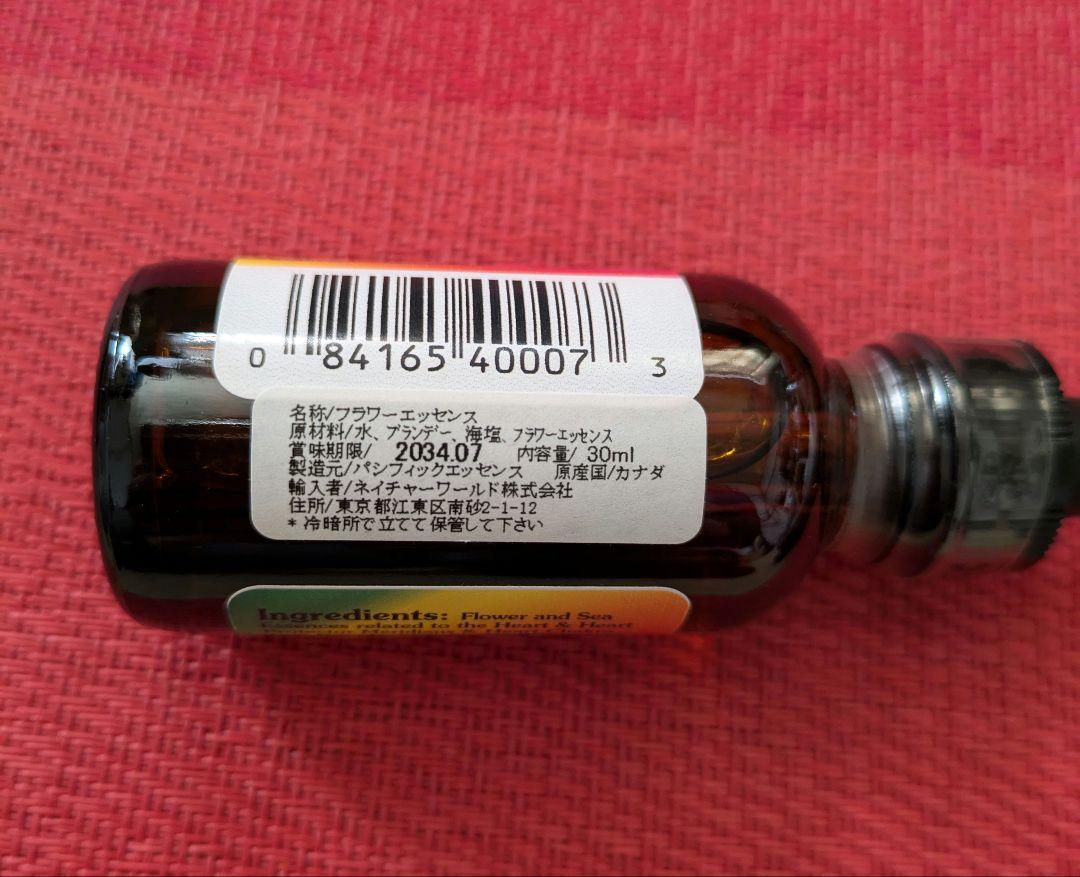 0 84165 40007 3
名称/フラワーエッセンス
原材料/水、ブランデー、海塩、フラワーエッセンス
賞味期限/ 2034.07 内容量/ 30ml
製造元/パシフィックエッセンス 原産国/カナダ
輸入者/ネイチャーワールド株式会社
住所/東京都江東区南砂2-1-12
* 冷暗所で立てて保管して下さい
Ingredients: Flower and Sea
Essences related to the Heart & Heart